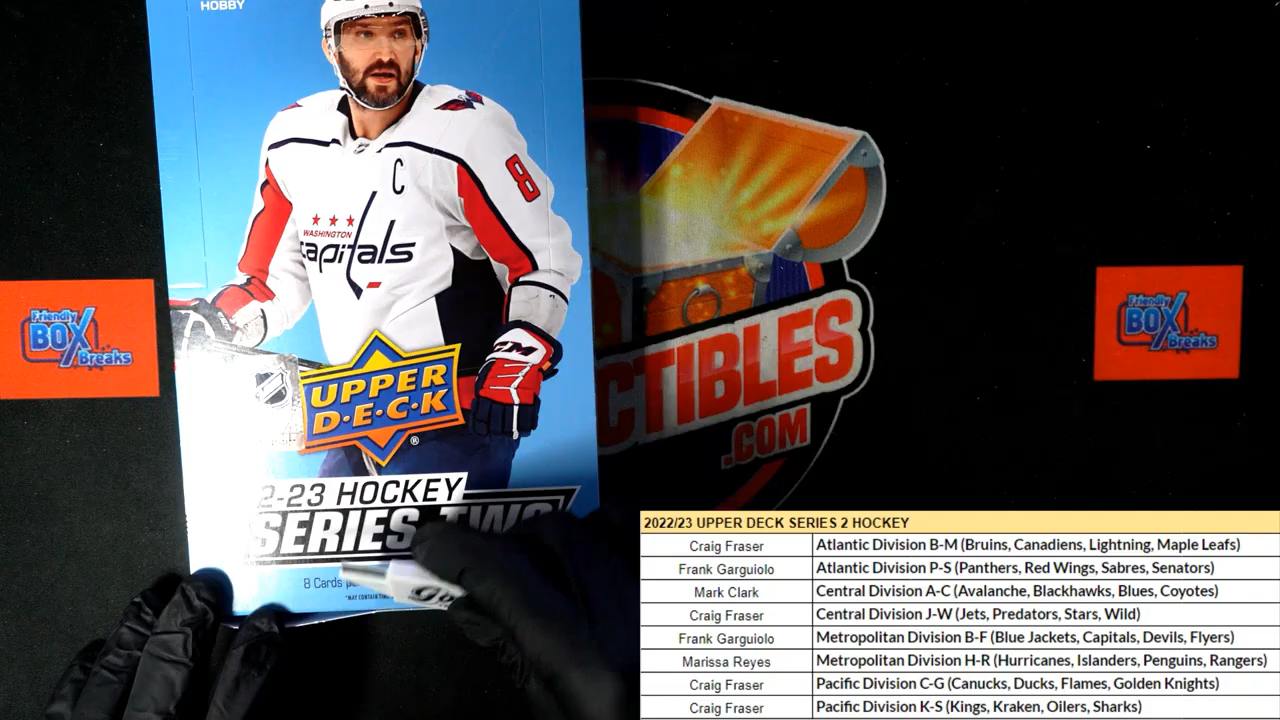 HOBBY
C
8
WASHINGTON
capitals
CCM
UPPER
D·E·C·K
®
2-23 HOCKEY
SERIES TWO
8 Cards
Friendly
BOX
Breaks
CTIBLES
.COM
Friendly
BOX
Breaks
2022/23 UPPER DECK SERIES 2 HOCKEY
Craig Fraser Atlantic Division B-M (Bruins, Canadiens, Lightning, Maple Leafs)
Frank Garguiolo Atlantic Division P-S (Panthers, Red Wings, Sabres, Senators)
Mark Clark Central Division A-C (Avalanche, Blackhawks, Blues, Coyotes)
Craig Fraser Central Division J-W (Jets, Predators, Stars, Wild)
Frank Garguiolo Metropolitan Division B-F (Blue Jackets, Capitals, Devils, Flyers)
Marissa Reyes Metropolitan Division H-R (Hurricanes, Islanders, Penguins, Rangers)
Craig Fraser Pacific Division C-G (Canucks, Ducks, Flames, Golden Knights)
Craig Fraser Pacific Division K-S (Kings, Kraken, Oilers, Sharks)